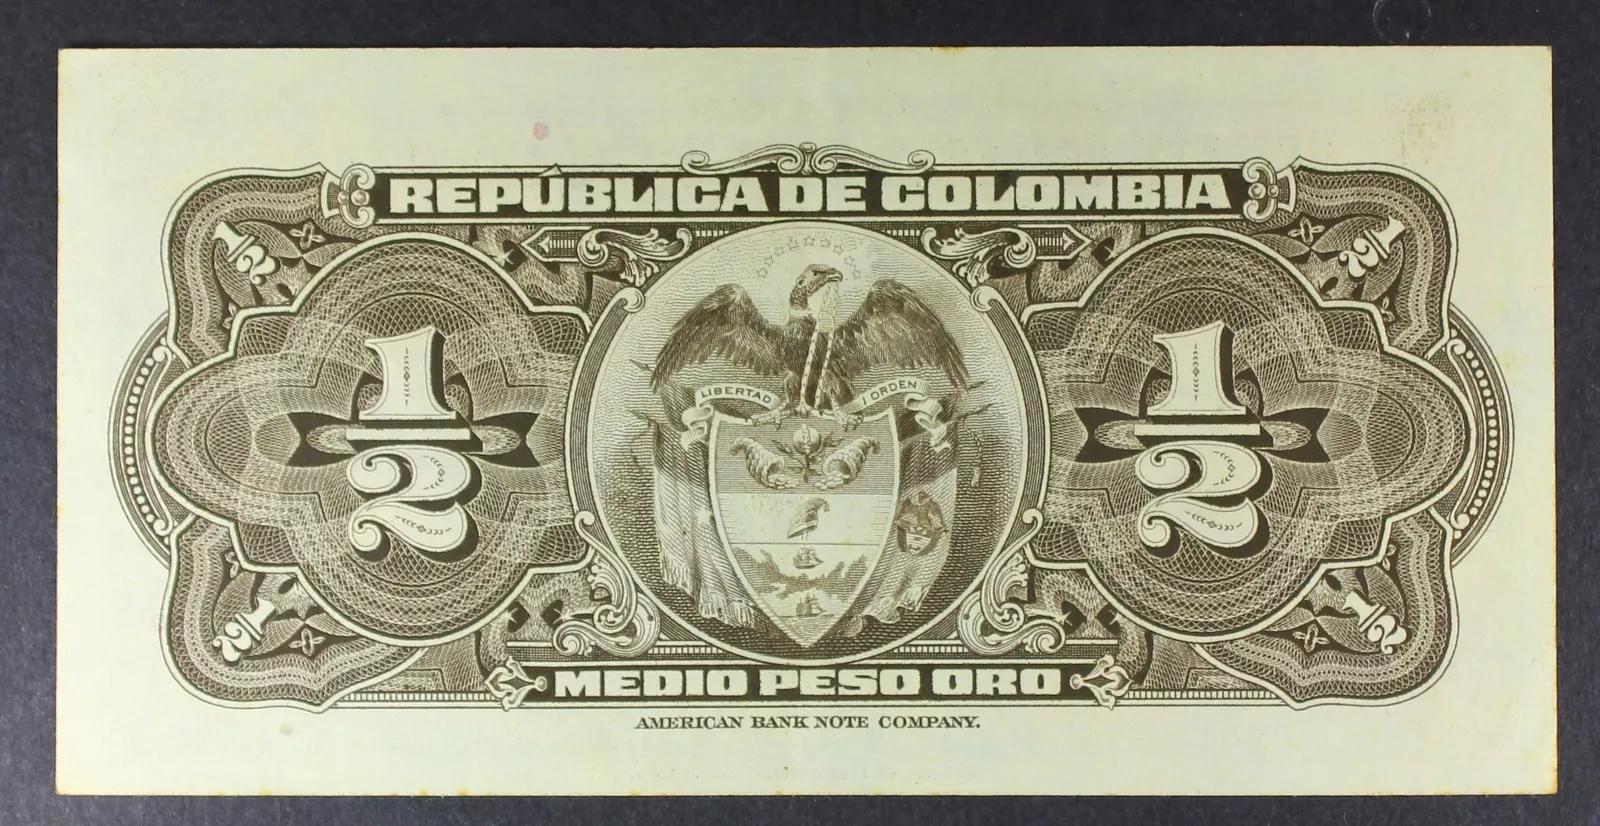 REPÚBLICA DE COLOMBIA
1/2
1/2
LIBERTAD I ORDEN
1/2
1/2
1/2
1/2
MEDIO PESO ORO
AMERICAN BANK NOTE COMPANY.